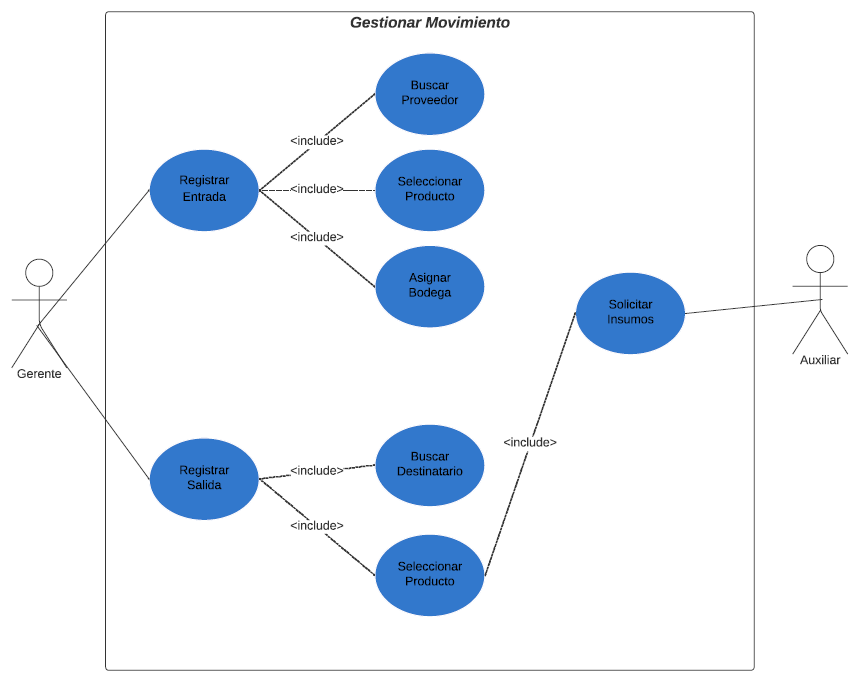 Gestionar Movimiento
Buscar
Proveedor
<include>
Registrar
Entrada
<include>
Seleccionar
Producto
<include>
Asignar
Bodega
Solicitar
Insumos
Gerente
Auxiliar
<include>
Registrar
Salida
<include>
Buscar
Destinatario
<include>
Seleccionar
Producto